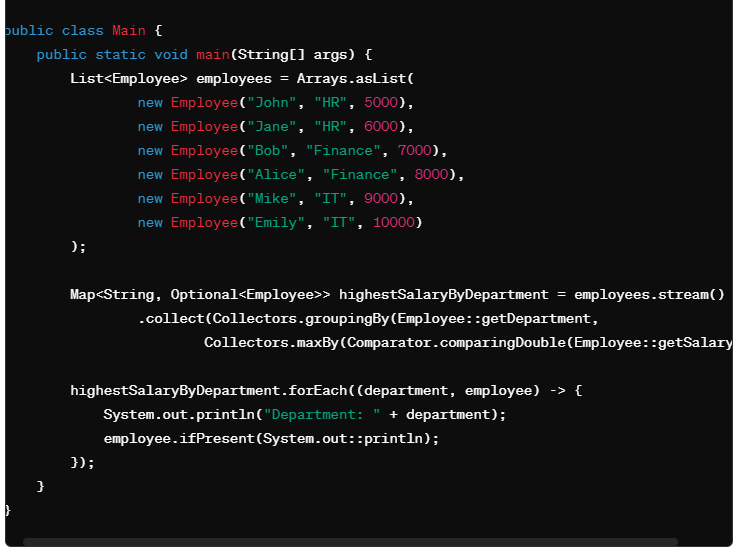 public class Main {
    public static void main(String[] args) {
        List<Employee> employees = Arrays.asList(
                new Employee("John", "HR", 5000),
                new Employee("Jane", "HR", 6000),
                new Employee("Bob", "Finance", 7000),
                new Employee("Alice", "Finance", 8000),
                new Employee("Mike", "IT", 9000),
                new Employee("Emily", "IT", 10000)
        );

        Map<String, Optional<Employee>> highestSalaryByDepartment = employees.stream()
                .collect(Collectors.groupingBy(Employee::getDepartment,
                        Collectors.maxBy(Comparator.comparingDouble(Employee::getSalary

        highestSalaryByDepartment.forEach((department, employee) -> {
            System.out.println("Department: " + department);
            employee.ifPresent(System.out::println);
        });
    }
}